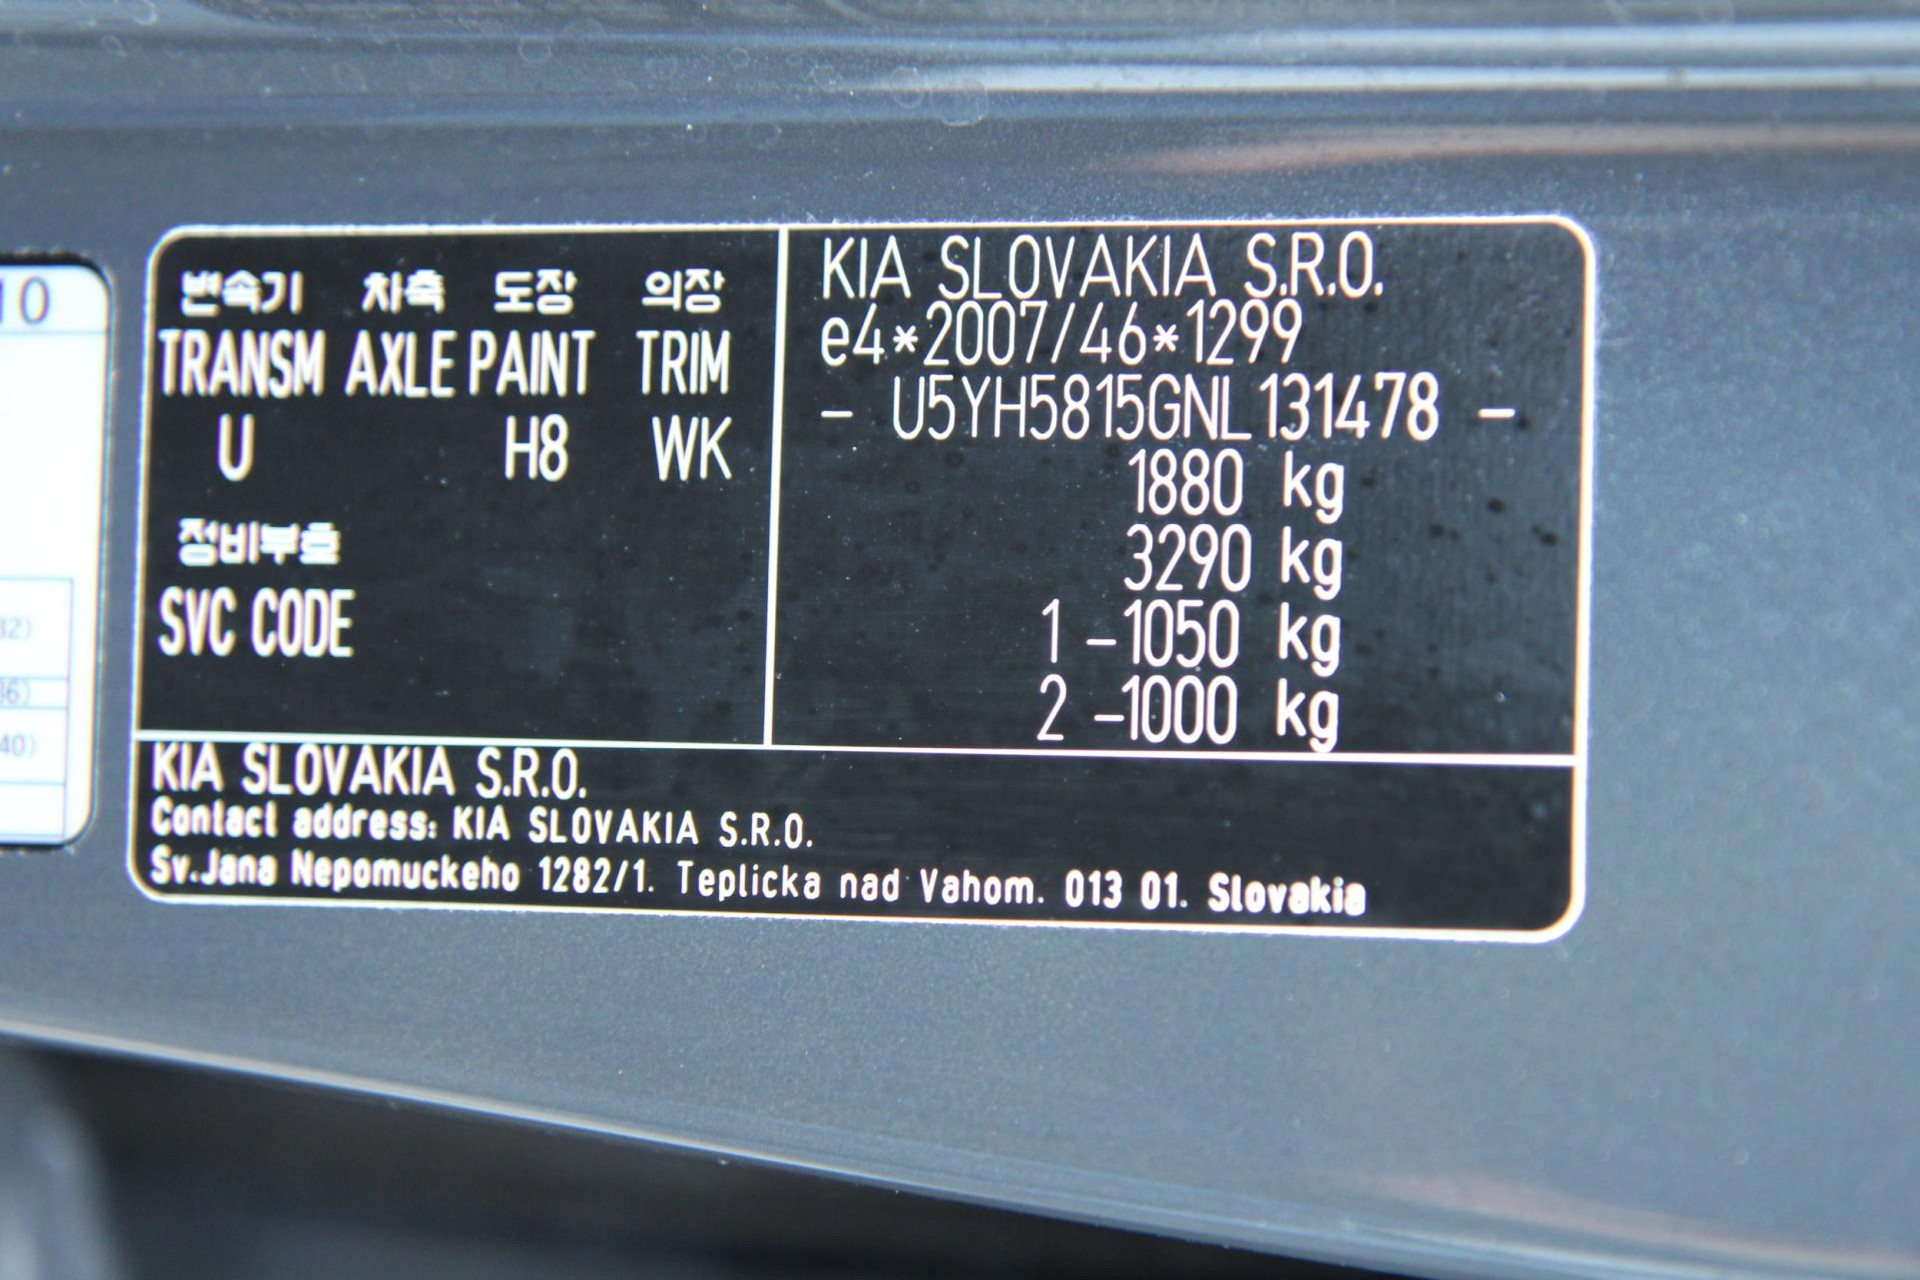 10
변속기 차축 도장 의장
TRANSM AXLE PAINT TRIM
U H8 WK
정비부호
SVC CODE
KIA SLOVAKIA S.R.O.
e4*2007/46*1299
- U5YH5815GNL131478 -
1880 kg
3290 kg
1 -1050 kg
2 -1000 kg
KIA SLOVAKIA S.R.O.
Contact address: KIA SLOVAKIA S.R.O.
Sv.Jana Nepomuckeho 1282/1. Teplicka nad Vahom. 013 01. Slovakia